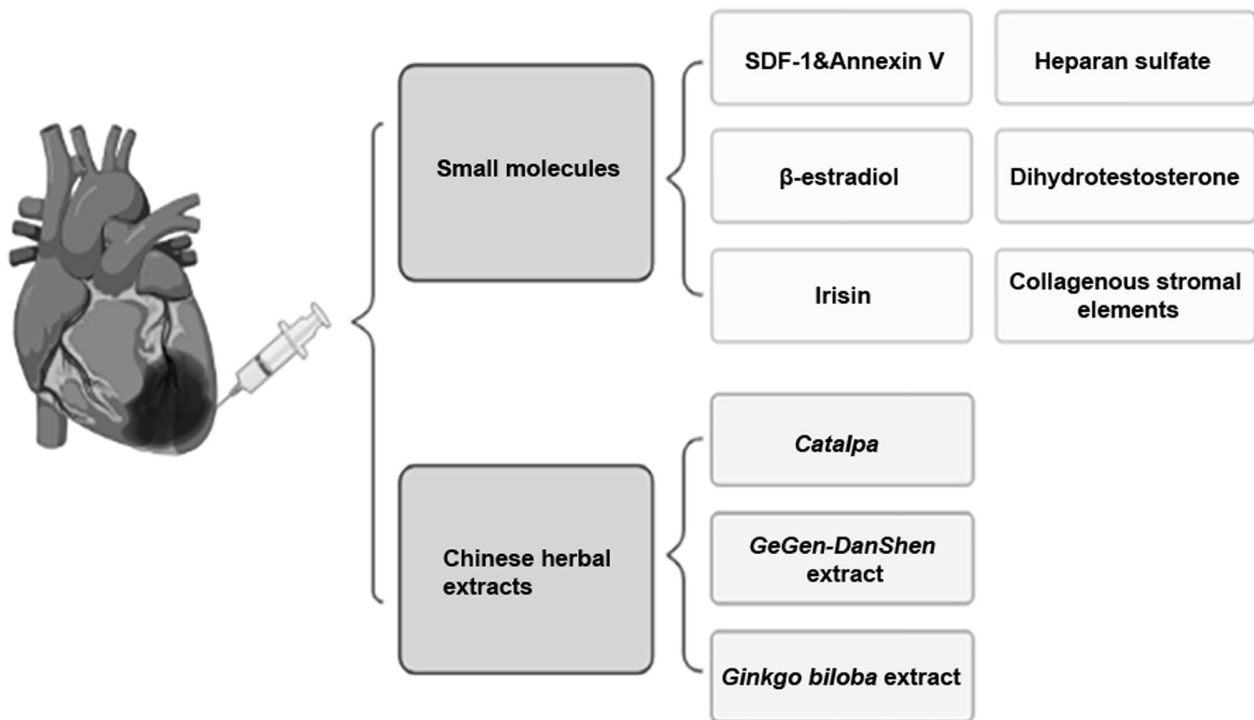 Small molecules
SDF-1&Annexin V
Heparan sulfate
β-estradiol
Dihydrotestosterone
Irisin
Collagenous stromal
elements
Chinese herbal
extracts
Catalpa
GeGen-DanShen
extract
Ginkgo biloba extract